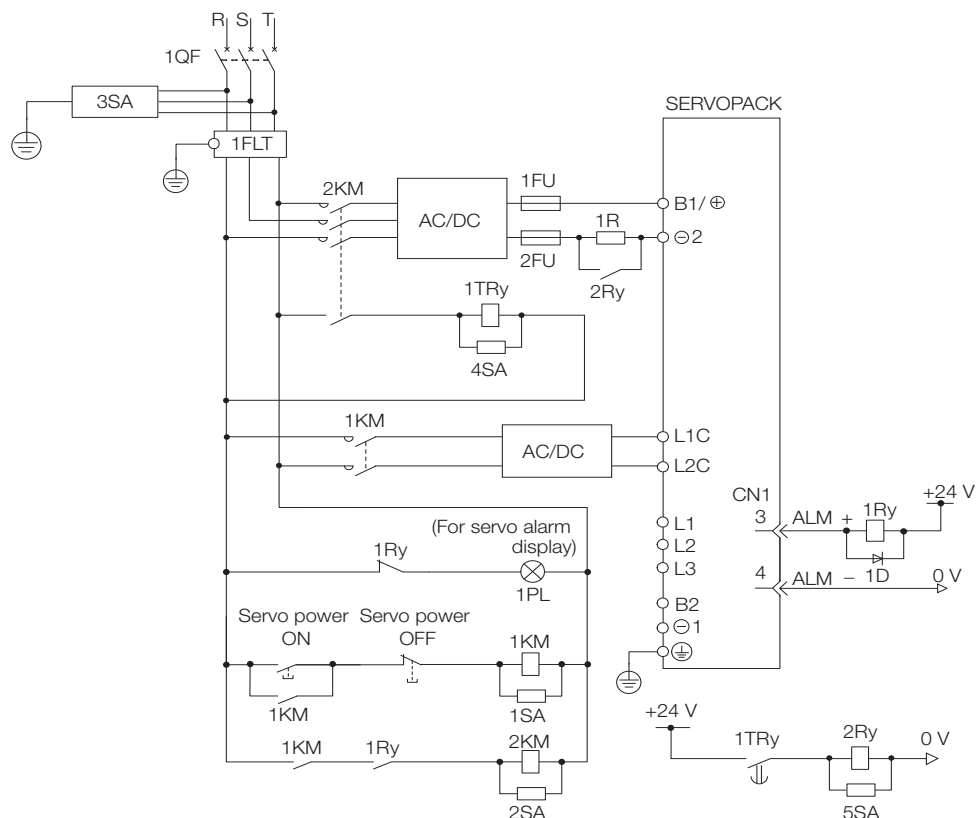 R S T
1QF
3SA
1FLT
SERVOPACK
2KM
AC/DC
1FU
B1/⊕
1R
⊖2
2FU
2Ry
1TRy
4SA
1KM
AC/DC
L1C
L2C
CN1
+24 V
3
ALM +
1Ry
L1
L2
L3
(For servo alarm
display)
1Ry
1PL
4
ALM −
1D
0 V
B2
⊖1
Servo power
ON
Servo power
OFF
1KM
1KM
1SA
1KM
1Ry
2KM
2SA
+24 V
1TRy
2Ry
0 V
5SA